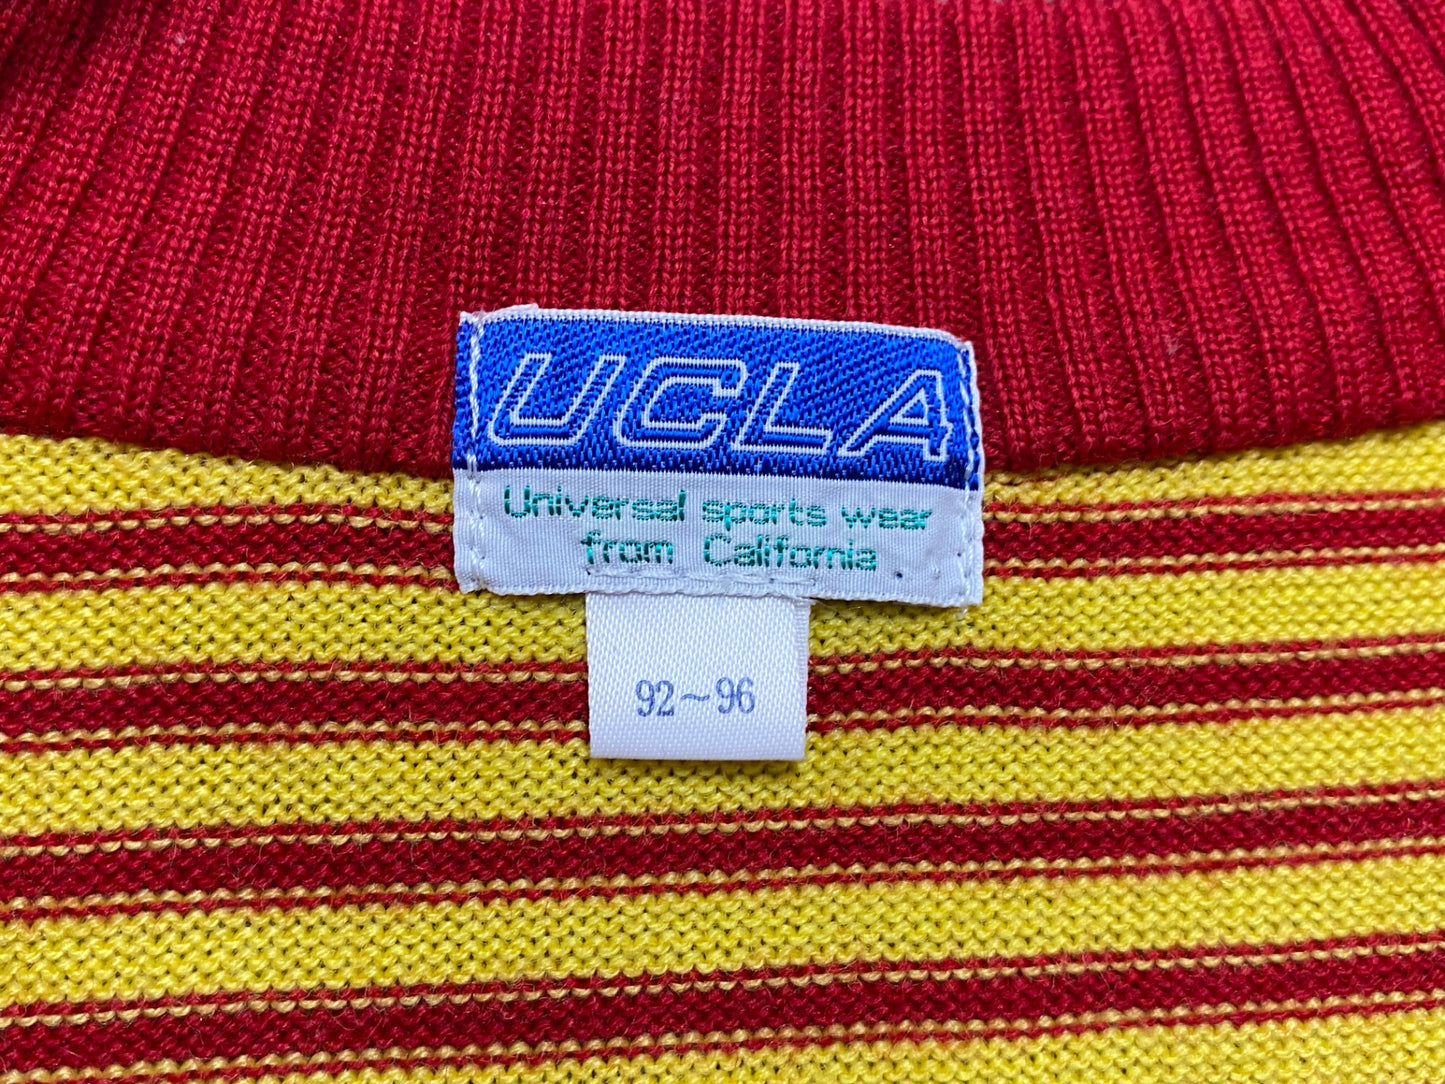 UCLA
Universal sports wear
from California
92~96